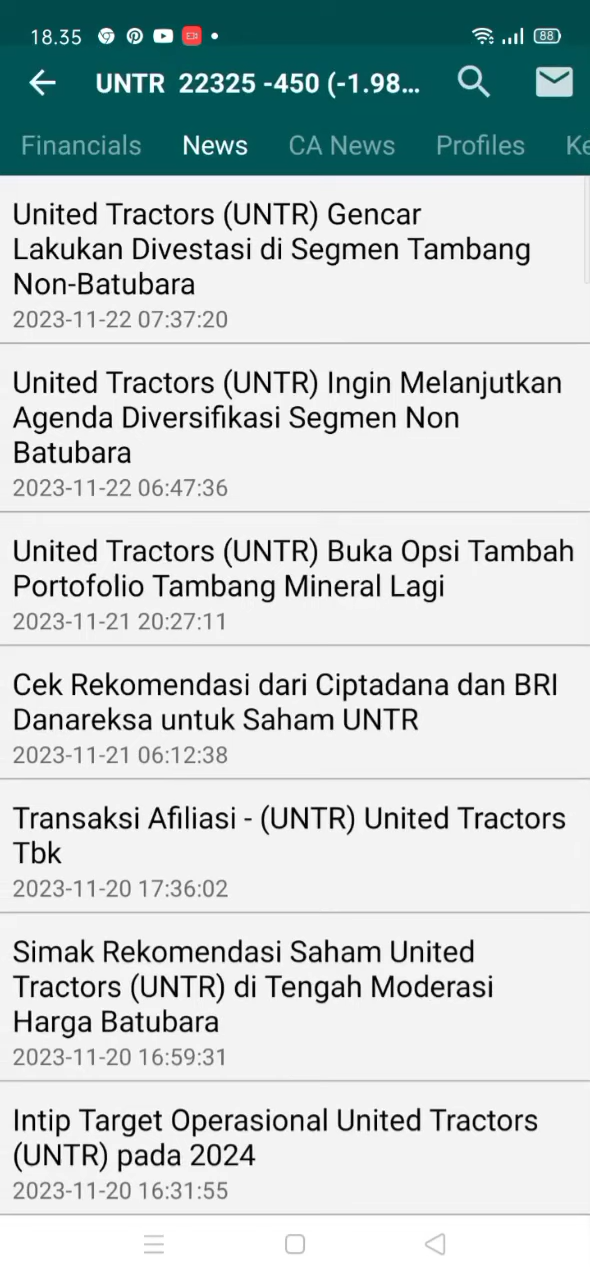 18.35
88
UNTR 22325 -450 (-1.98...
Financials News CA News Profiles Ke
United Tractors (UNTR) Gencar
Lakukan Divestasi di Segmen Tambang
Non-Batubara
2023-11-22 07:37:20
United Tractors (UNTR) Ingin Melanjutkan
Agenda Diversifikasi Segmen Non
Batubara
2023-11-22 06:47:36
United Tractors (UNTR) Buka Opsi Tambah
Portofolio Tambang Mineral Lagi
2023-11-21 20:27:11
Cek Rekomendasi dari Ciptadana dan BRI
Danareksa untuk Saham UNTR
2023-11-21 06:12:38
Transaksi Afiliasi - (UNTR) United Tractors
Tbk
2023-11-20 17:36:02
Simak Rekomendasi Saham United
Tractors (UNTR) di Tengah Moderasi
Harga Batubara
2023-11-20 16:59:31
Intip Target Operasional United Tractors
(UNTR) pada 2024
2023-11-20 16:31:55